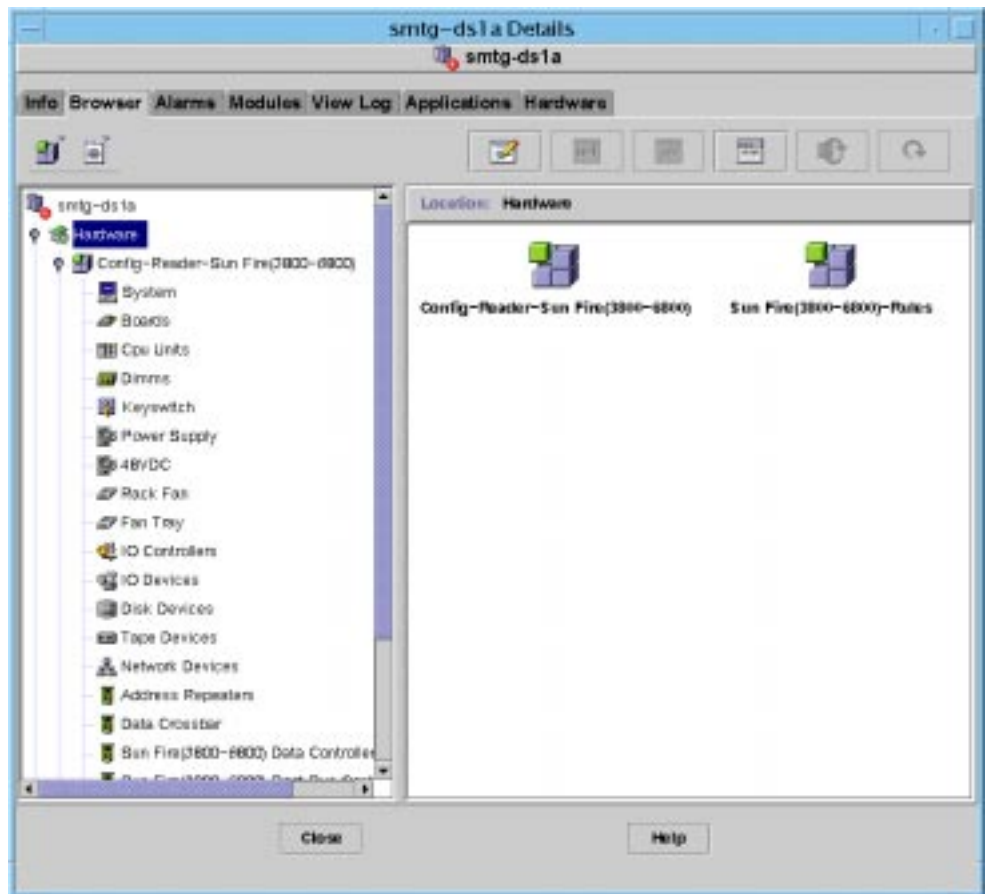 smtg-ds1a Details
smtg-ds1a
Info Browser Alarms Modules View Log Applications Hardware
smtg-ds1a
Hardware
Config-Reader-Sun Fire(3800-6800)
System
Boards
Cpu Units
Dimms
Keyswitch
Power Supply
48VDC
Rack Fan
Fan Tray
IO Controllers
IO Devices
Disk Devices
Tape Devices
Network Devices
Address Repeaters
Data Crossbar
Sun Fire(3800-6800) Data Controller
Location: Hardware
Config-Reader-Sun Fire(3800-6800)
Sun Fire(3800-6800)-Rules
Close
Help